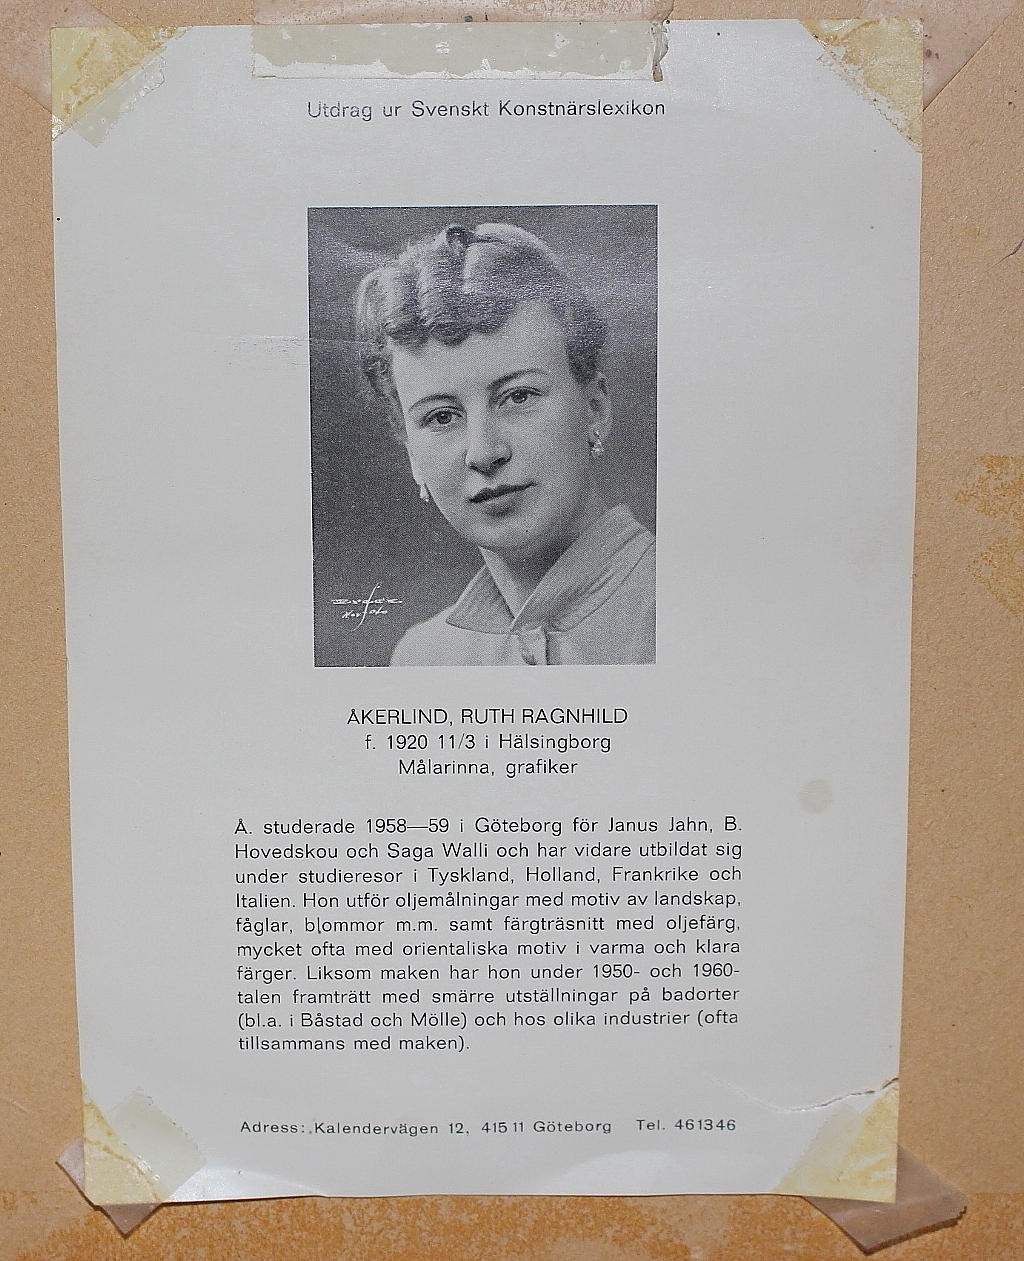 Utdrag ur Svenskt Konstnärslexikon
ÅKERLIND, RUTH RAGNHILD
f. 1920 11/3 i Hälsingborg
Målarinna, grafiker
Å. studerade 1958—59 i Göteborg för Janus Jahn, B.
Hovedskou och Saga Walli och har vidare utbildat sig
under studieresor i Tyskland, Holland, Frankrike och
Italien. Hon utför oljemålningar med motiv av landskap,
fåglar, blommor m.m. samt färgträsnitt med oljefärg,
mycket ofta med orientaliska motiv i varma och klara
färger. Liksom maken har hon under 1950- och 1960-
talen framträtt med smärre utställningar på badorter
(bl.a. i Båstad och Mölle) och hos olika industrier (ofta
tillsammans med maken).
Adress: Kalendervägen 12, 415 11 Göteborg Tel. 461346